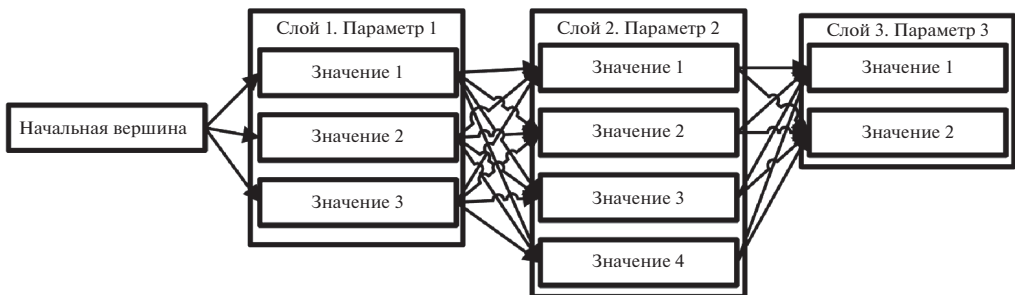 Начальная вершина
Слой 1. Параметр 1
Значение 1
Значение 2
Значение 3
Слой 2. Параметр 2
Значение 1
Значение 2
Значение 3
Значение 4
Слой 3. Параметр 3
Значение 1
Значение 2